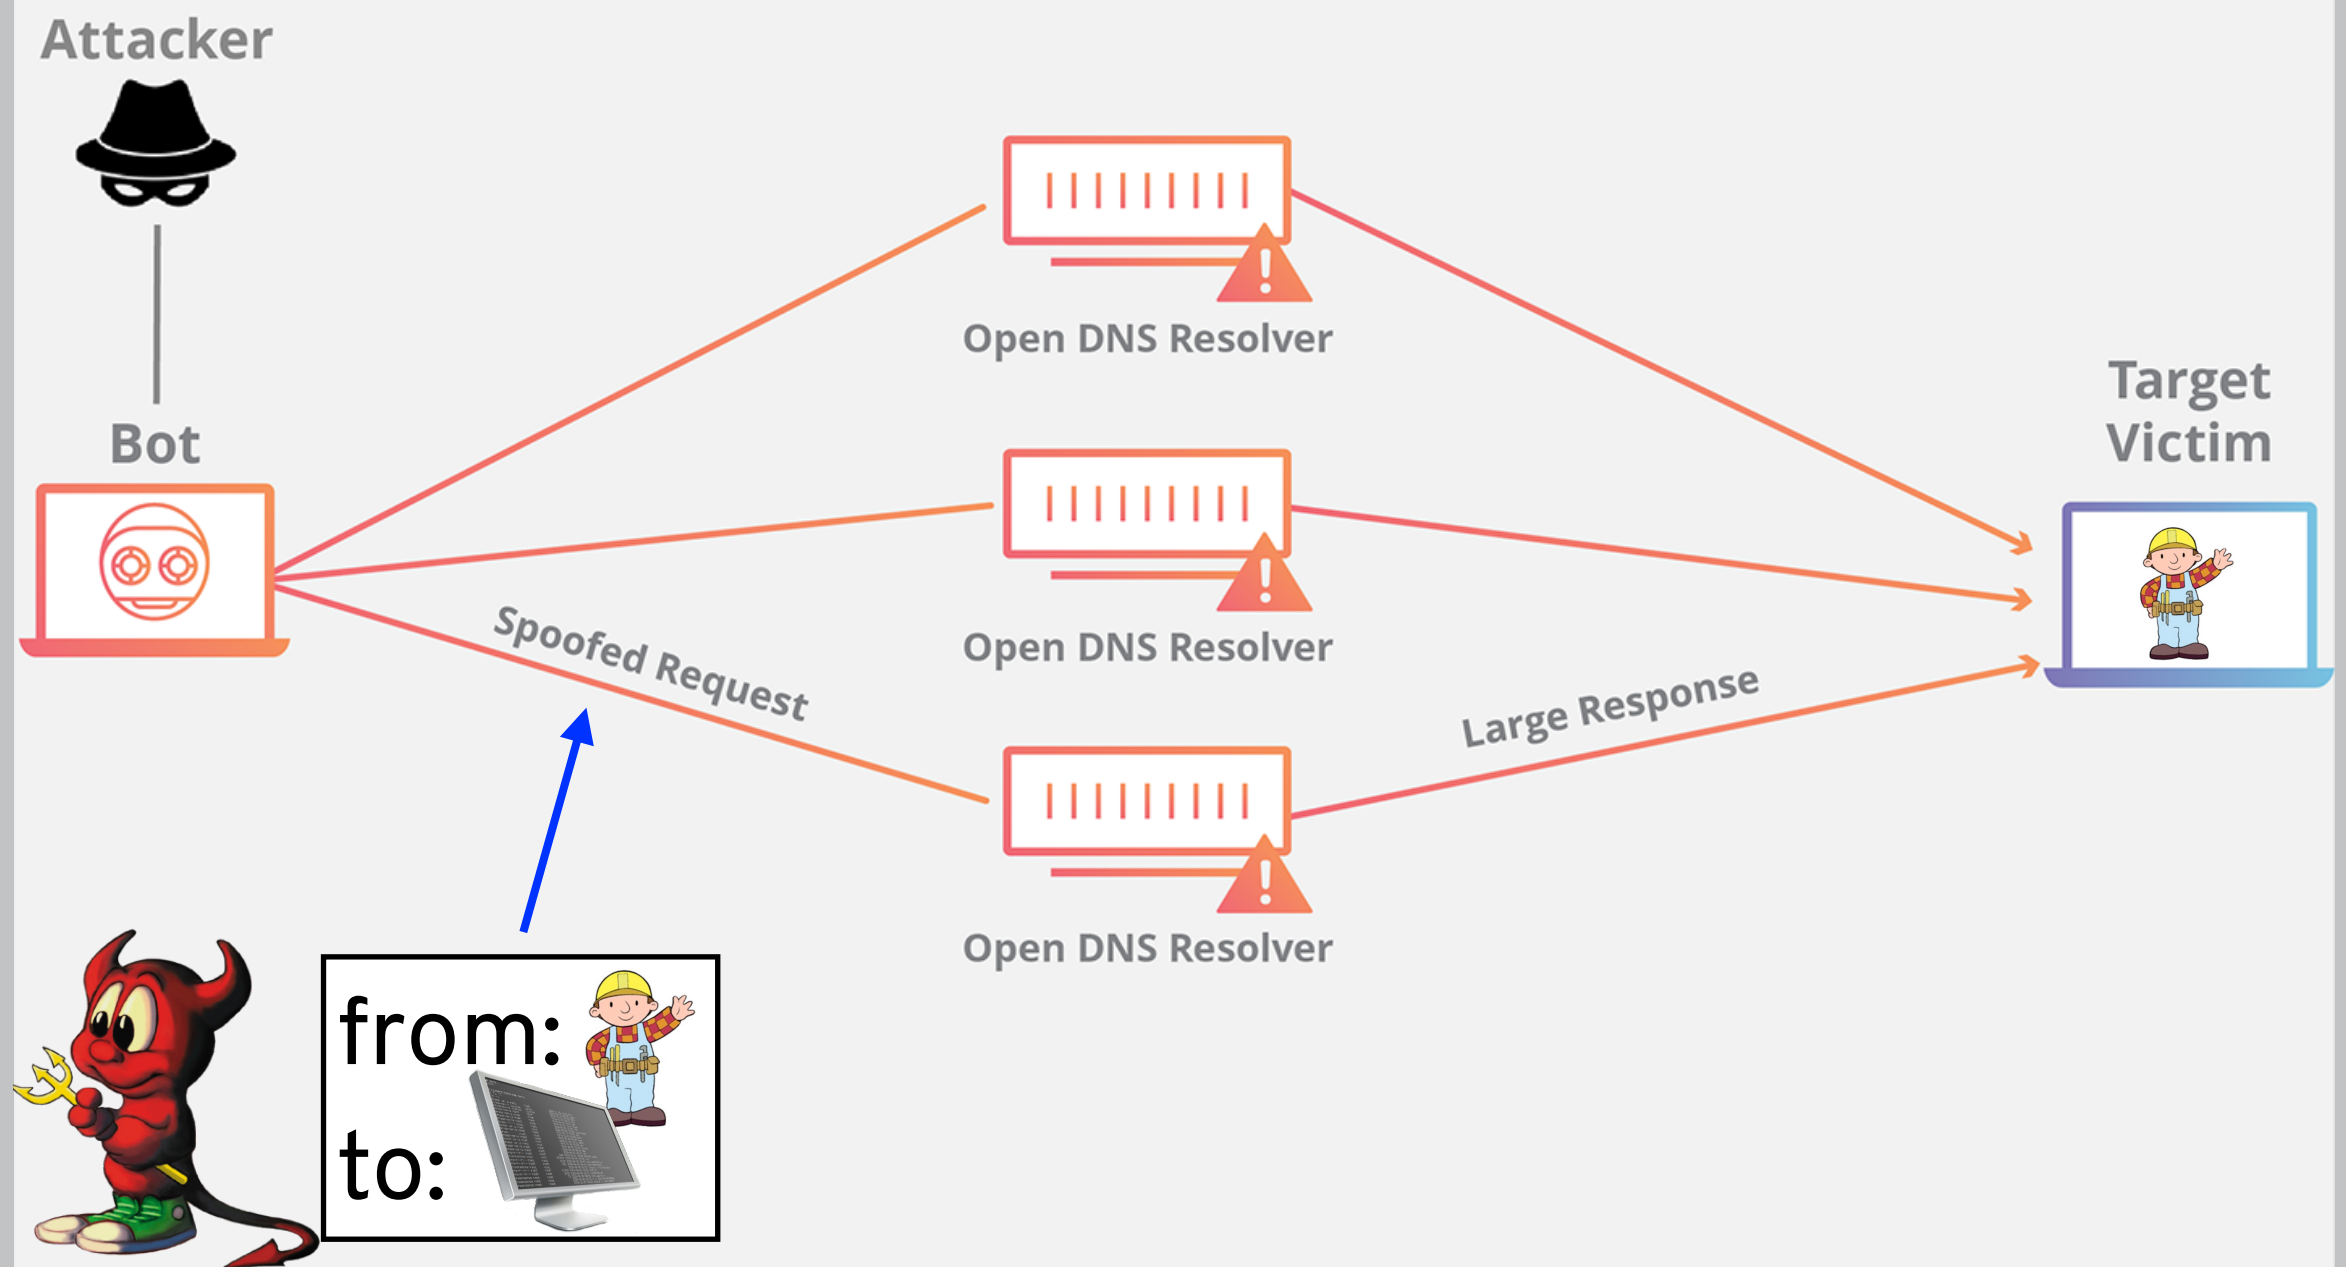 Attacker
Bot
Open DNS Resolver
Target
Victim
Open DNS Resolver
Spoofed Request
Large Response
Open DNS Resolver
from:
to: